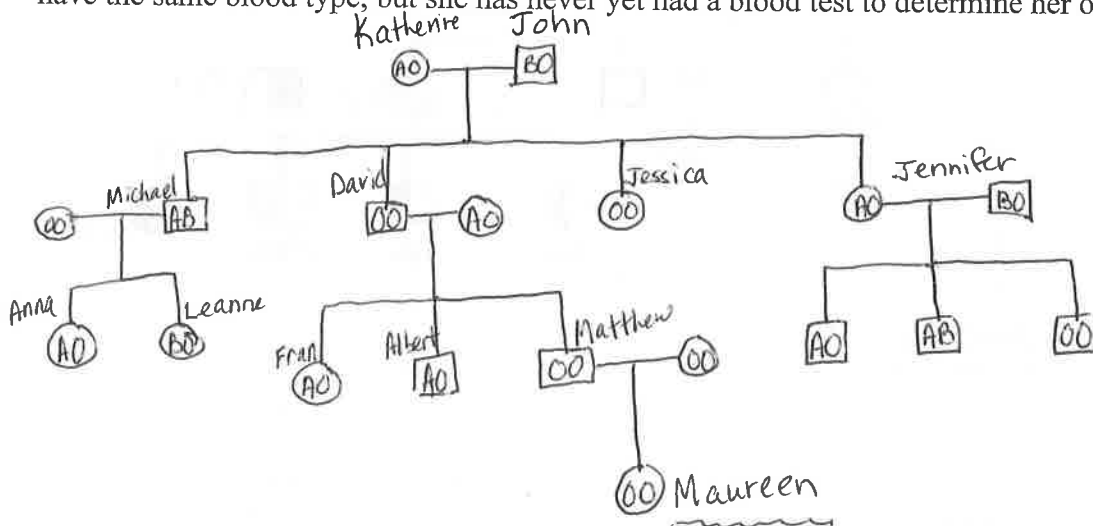 have the same blood type, but she has never yet had a blood test to determine her o
Katherine John
AO BO
Michael David Jessica Jennifer
OO AB OO AO OO AO BO
Anna Leanne
AO BO
Fran Albert Matthew
AO AO OO OO AO AB OO
OO Maureen